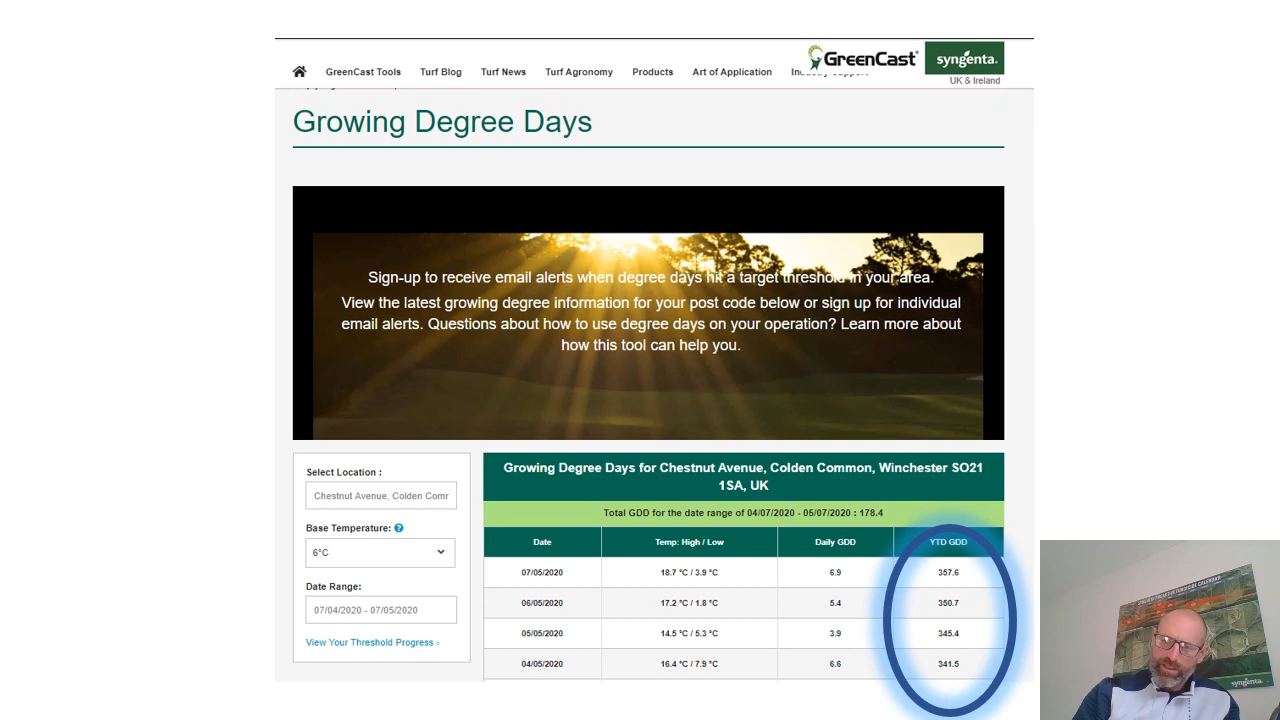 GreenCast
syngenta.
UK & Ireland
GreenCast Tools Turf Blog Turf News Turf Agronomy Products Art of Application
Growing Degree Days
Sign-up to receive email alerts when degree days hit a target threshold in your area.
View the latest growing degree information for your post code below or sign up for individual
email alerts. Questions about how to use degree days on your operation? Learn more about
how this tool can help you.
Select Location :
Chestnut Avenue, Colden Comr
Base Temperature: ?
6°C
Date Range:
07/04/2020 - 07/05/2020
View Your Threshold Progress ›
Growing Degree Days for Chestnut Avenue, Colden Common, Winchester SO21
1SA, UK
Total GDD for the date range of 04/07/2020 - 05/07/2020 : 178.4
Date Temp: High / Low Daily GDD YTD GDD
07/05/2020 18.7 °C / 3.9 °C 6.9 357.6
06/05/2020 17.2 °C / 1.8 °C 5.4 350.7
05/05/2020 14.5 °C / 5.3 °C 3.9 345.4
04/05/2020 16.4 °C / 7.9 °C 6.6 341.5
syngenta.